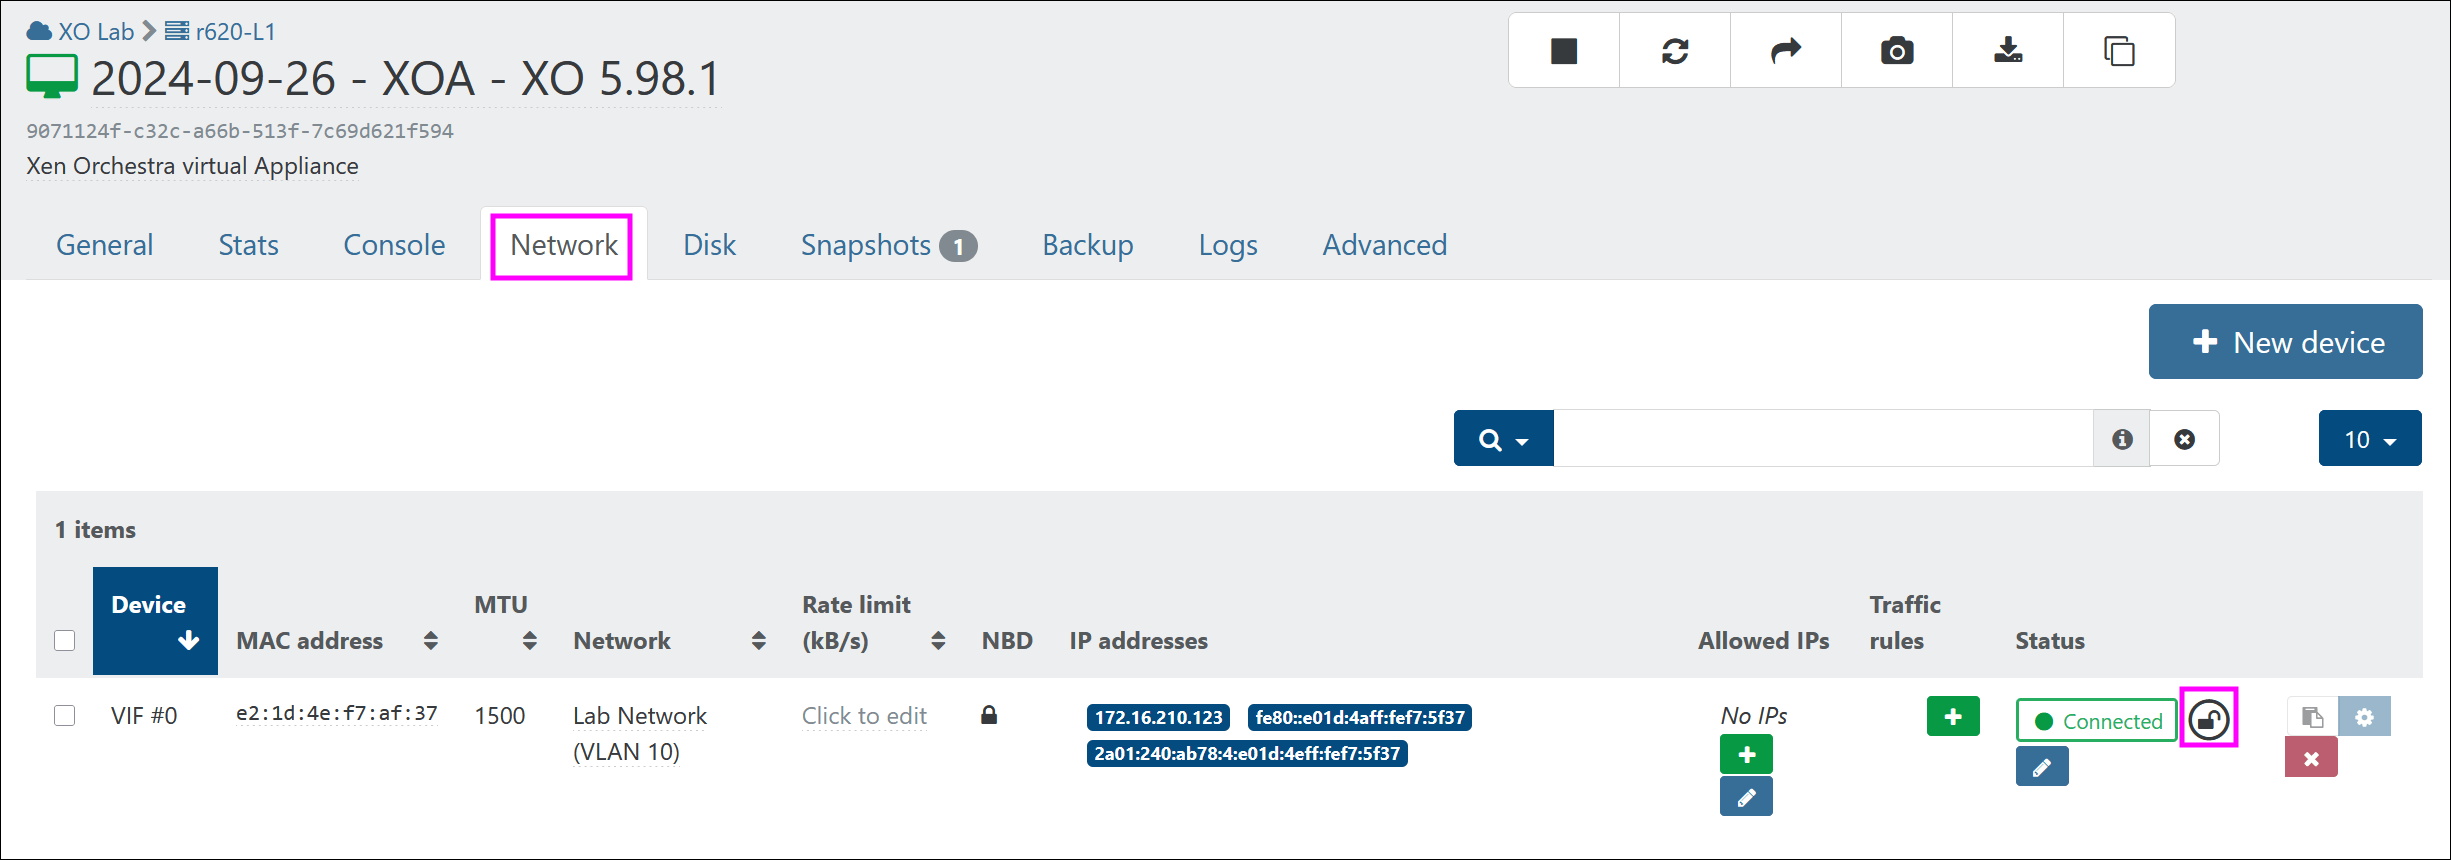 XO Lab r620-L1
2024-09-26 - XOA - XO 5.98.1
9071124f-c32c-a66b-513f-7c69d621f594
Xen Orchestra virtual Appliance
General Stats Console Network Disk Snapshots 1 Backup Logs Advanced
New device
10
1 items
Device MAC address MTU Network Rate limit (kB/s) NBD IP addresses Allowed IPs Traffic rules Status
VIF #0 e2:1d:4e:f7:af:37 1500 Lab Network (VLAN 10) Click to edit 172.16.210.123 fe80::e01d:4aff:fef7:5f37 No IPs Connected
2a01:240:ab78:4:e01d:4eff:fef7:5f37